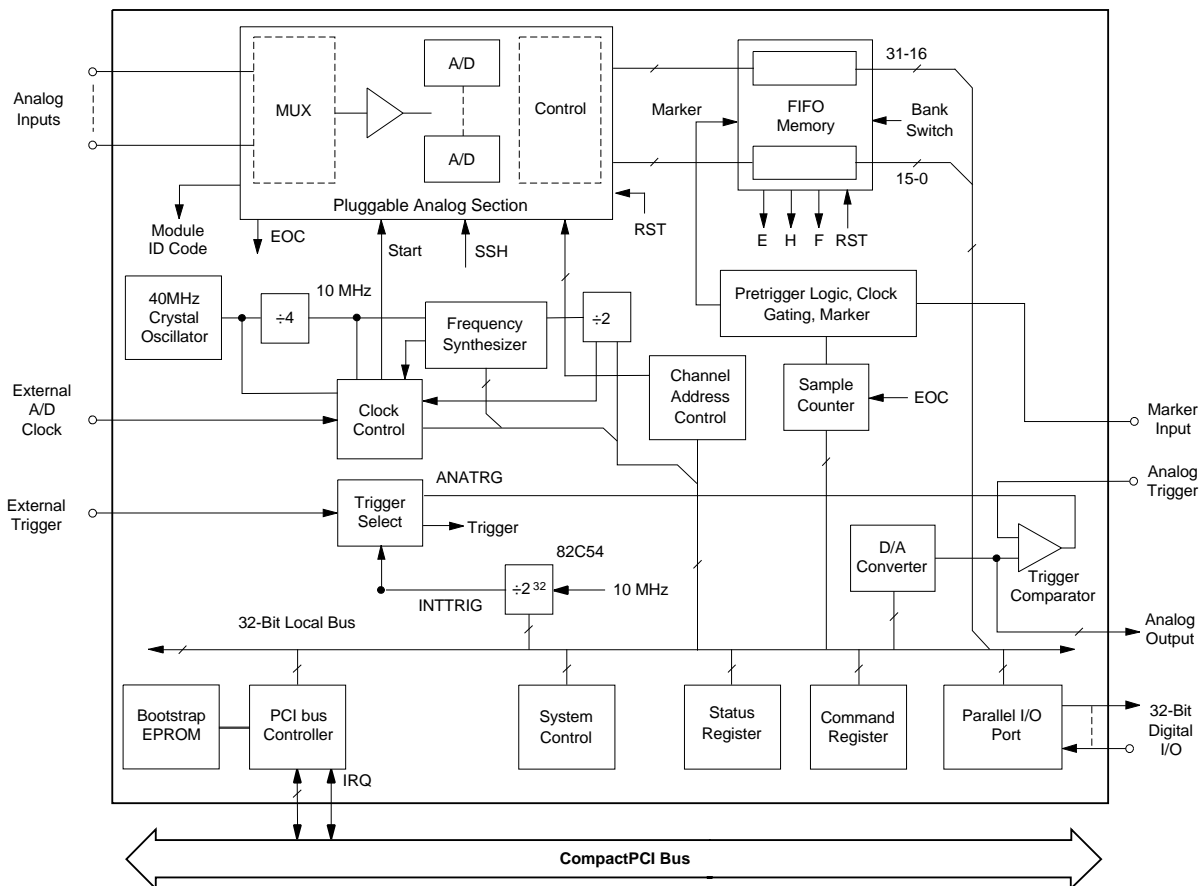 31-16
A/D
Analog
Inputs
MUX
Control
Marker
FIFO
Memory
Bank
Switch
A/D
15-0
Pluggable Analog Section
Module
ID Code
EOC
Start
SSH
RST
E
H
F
RST
40MHz
Crystal
Oscillator
÷4
10 MHz
Frequency
Synthesizer
÷2
Pretrigger Logic, Clock
Gating, Marker
External
A/D
Clock
Clock
Control
Channel
Address
Control
Sample
Counter
EOC
Marker
Input
ANATRG
Analog
Trigger
External
Trigger
Trigger
Select
Trigger
82C54
÷2 32
10 MHz
INTTRIG
D/A
Converter
Trigger
Comparator
32-Bit Local Bus
Analog
Output
Bootstrap
EPROM
PCI bus
Controller
System
Control
Status
Register
Command
Register
Parallel I/O
Port
32-Bit
Digital
I/O
IRQ
CompactPCI Bus